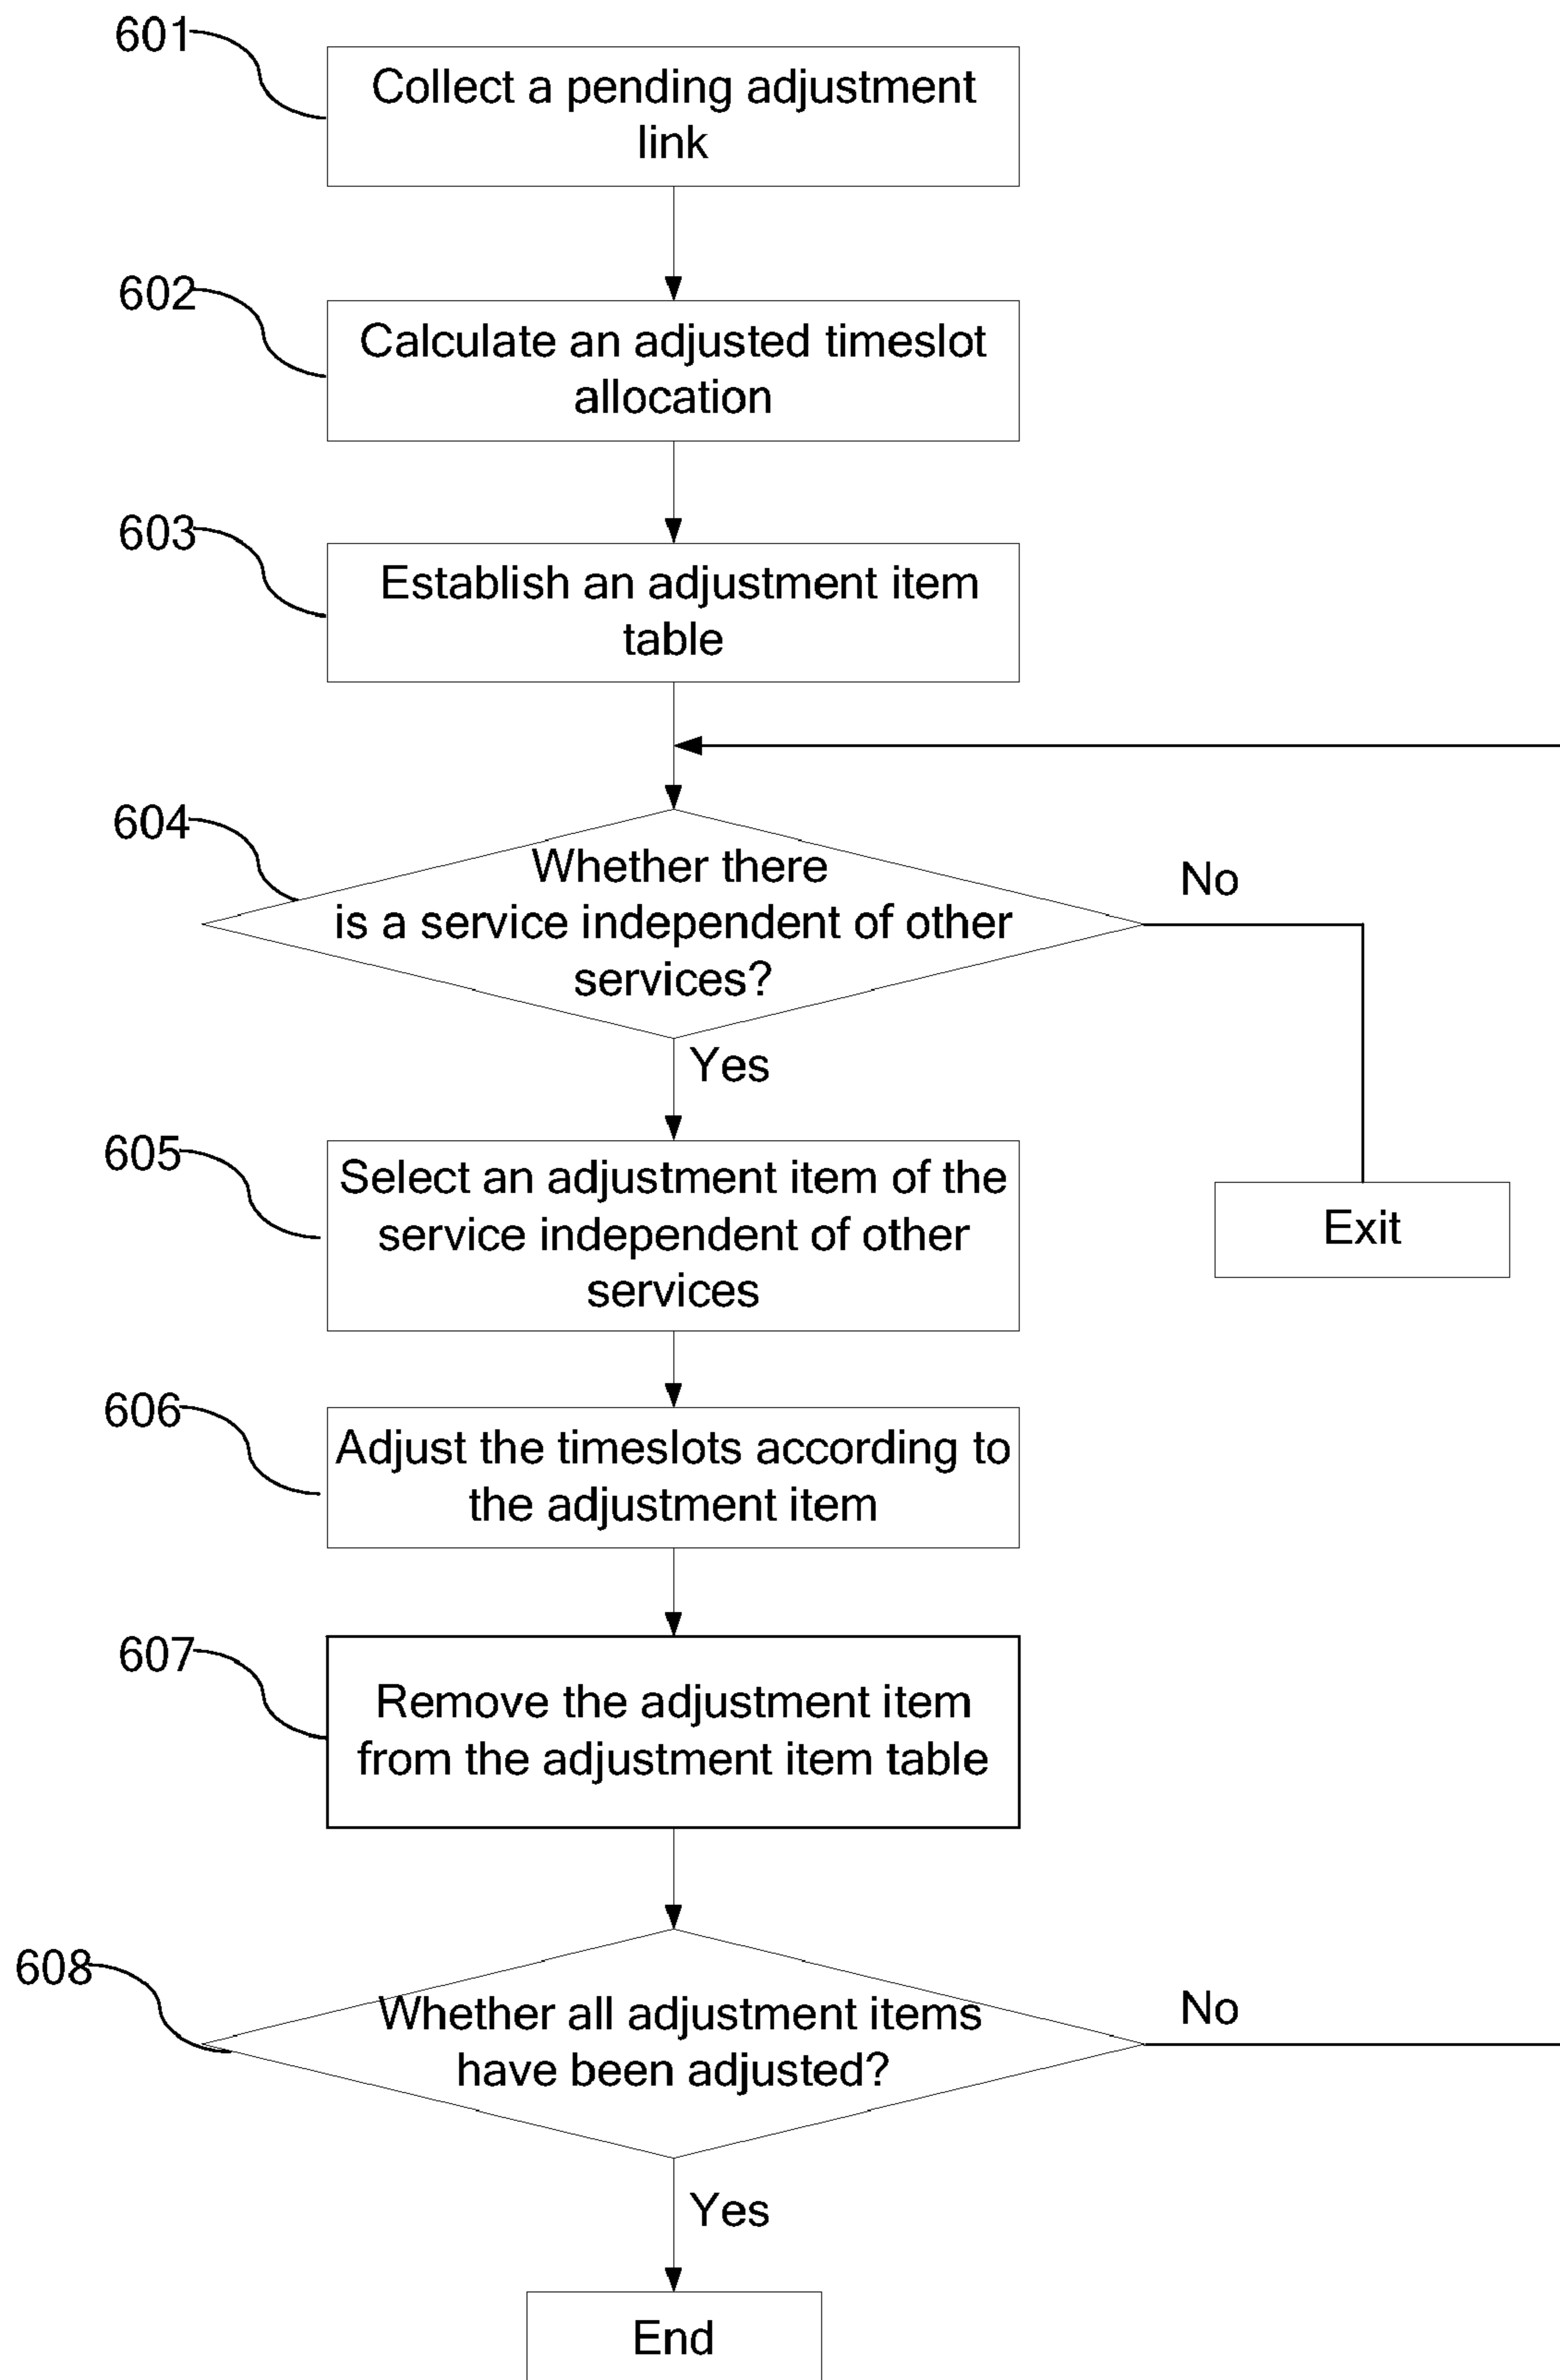 601
Collect a pending adjustment
link
602
Calculate an adjusted timeslot
allocation
603
Establish an adjustment item
table
604
Whether there
is a service independent of other
services?
No
Yes
605
Select an adjustment item of the
service independent of other
services
Exit
606
Adjust the timeslots according to
the adjustment item
607
Remove the adjustment item
from the adjustment item table
608
Whether all adjustment items
have been adjusted?
No
Yes
End